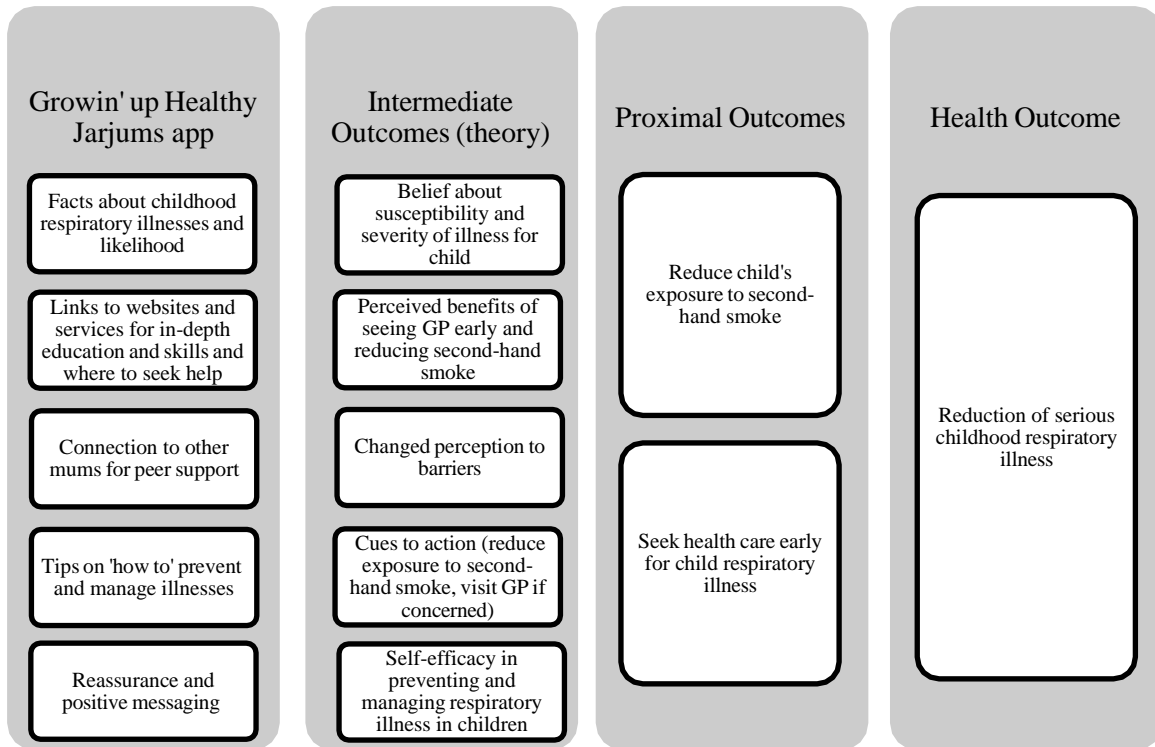 Growin' up Healthy
Jarjums app
Facts about childhood
respiratory illnesses and
likelihood
Links to websites and
services for in-depth
education and skills and
where to seek help
Connection to other
mums for peer support
Tips on 'how to' prevent
and manage illnesses
Reassurance and
positive messaging
Intermediate
Outcomes (theory)
Belief about
susceptibility and
severity of illness for
child
Perceived benefits of
seeing GP early and
reducing second-hand
smoke
Changed perception to
barriers
Cues to action (reduce
exposure to second-
hand smoke, visit GP if
concerned)
Self-efficacy in
preventing and
managing respiratory
illness in children
Proximal Outcomes
Reduce child's
exposure to second-
hand smoke
Seek health care early
for child respiratory
illness
Health Outcome
Reduction of serious
childhood respiratory
illness